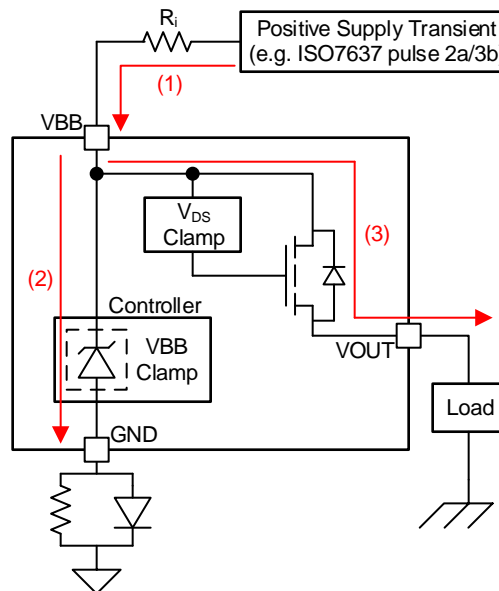 Ri
Positive Supply Transient
(e.g. ISO7637 pulse 2a/3b)
(1)
VBB
VDS
Clamp
(3)
(2)
Controller
VBB
Clamp
VOUT
GND
Load